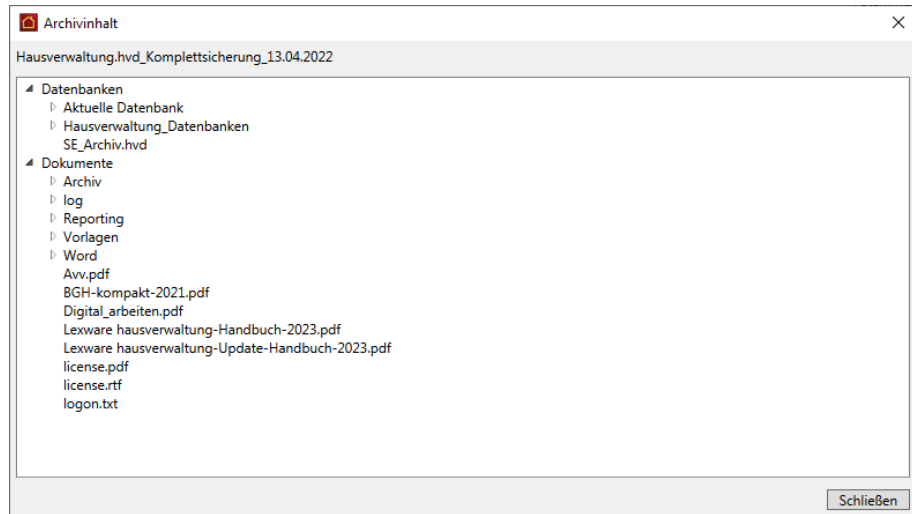 Archivinhalt
Hausverwaltung.hvd_Komplettsicherung_13.04.2022
Datenbanken
Aktuelle Datenbank
Hausverwaltung_Datenbanken
SE_Archiv.hvd
Dokumente
Archiv
log
Reporting
Vorlagen
Word
Avv.pdf
BGH-kompakt-2021.pdf
Digital_arbeiten.pdf
Lexware hausverwaltung-Handbuch-2023.pdf
Lexware hausverwaltung-Update-Handbuch-2023.pdf
license.pdf
license.rtf
logon.txt
Schließen